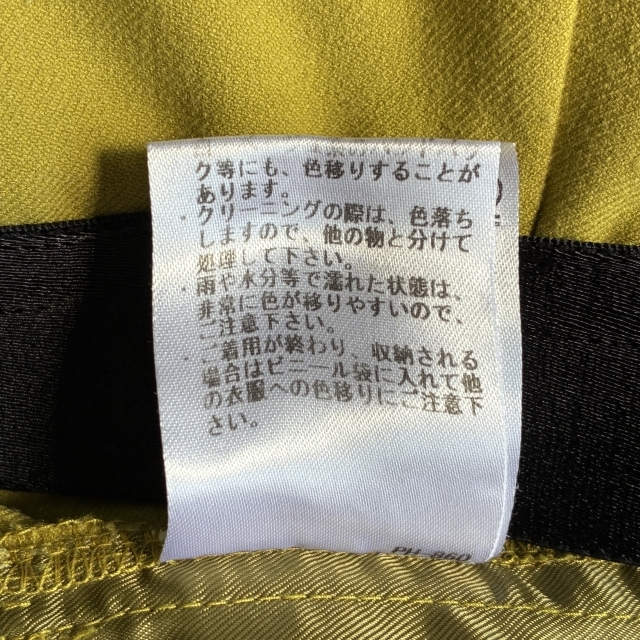 ク等にも、色移りすることが
あります。
・クリーニングの際は、色落ち
しますので、他の物と分けて
処理して下さい。
・雨や水分等で濡れた状態は、
非常に色が移りやすいので、
ご注意下さい。
・ご着用が終わり、収納される
場合はビニール袋に入れて他
の衣服への色移りにご注意下
さい。
PH-860